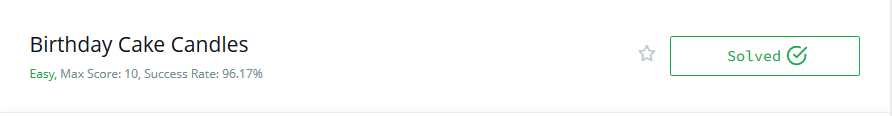 Birthday Cake Candles
Solved
Easy, Max Score: 10, Success Rate: 96.17%